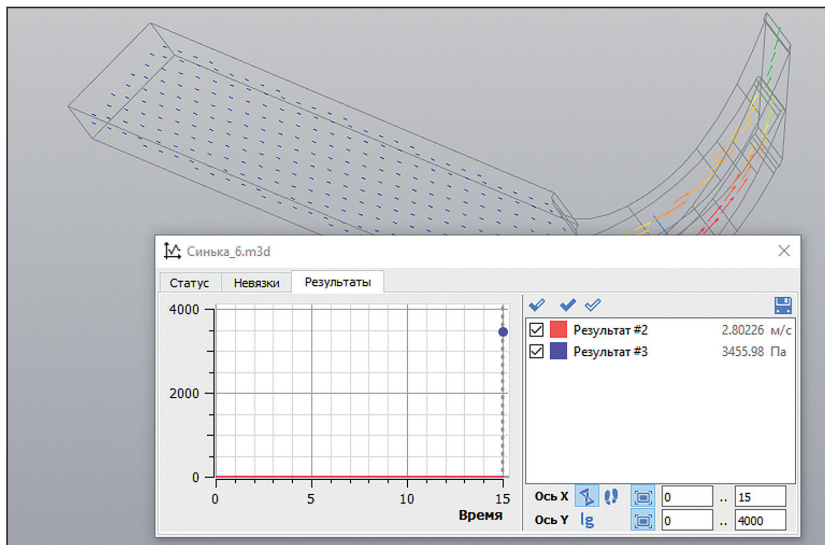 Синька_6.m3d
Статус Невязки Результаты
4000
2000
0
0 5 10 15
Время
Результат #2 2.80226 м/с
Результат #3 3455.98 Па
Ось X 0 .. 15
Ось Y lg 0 .. 4000